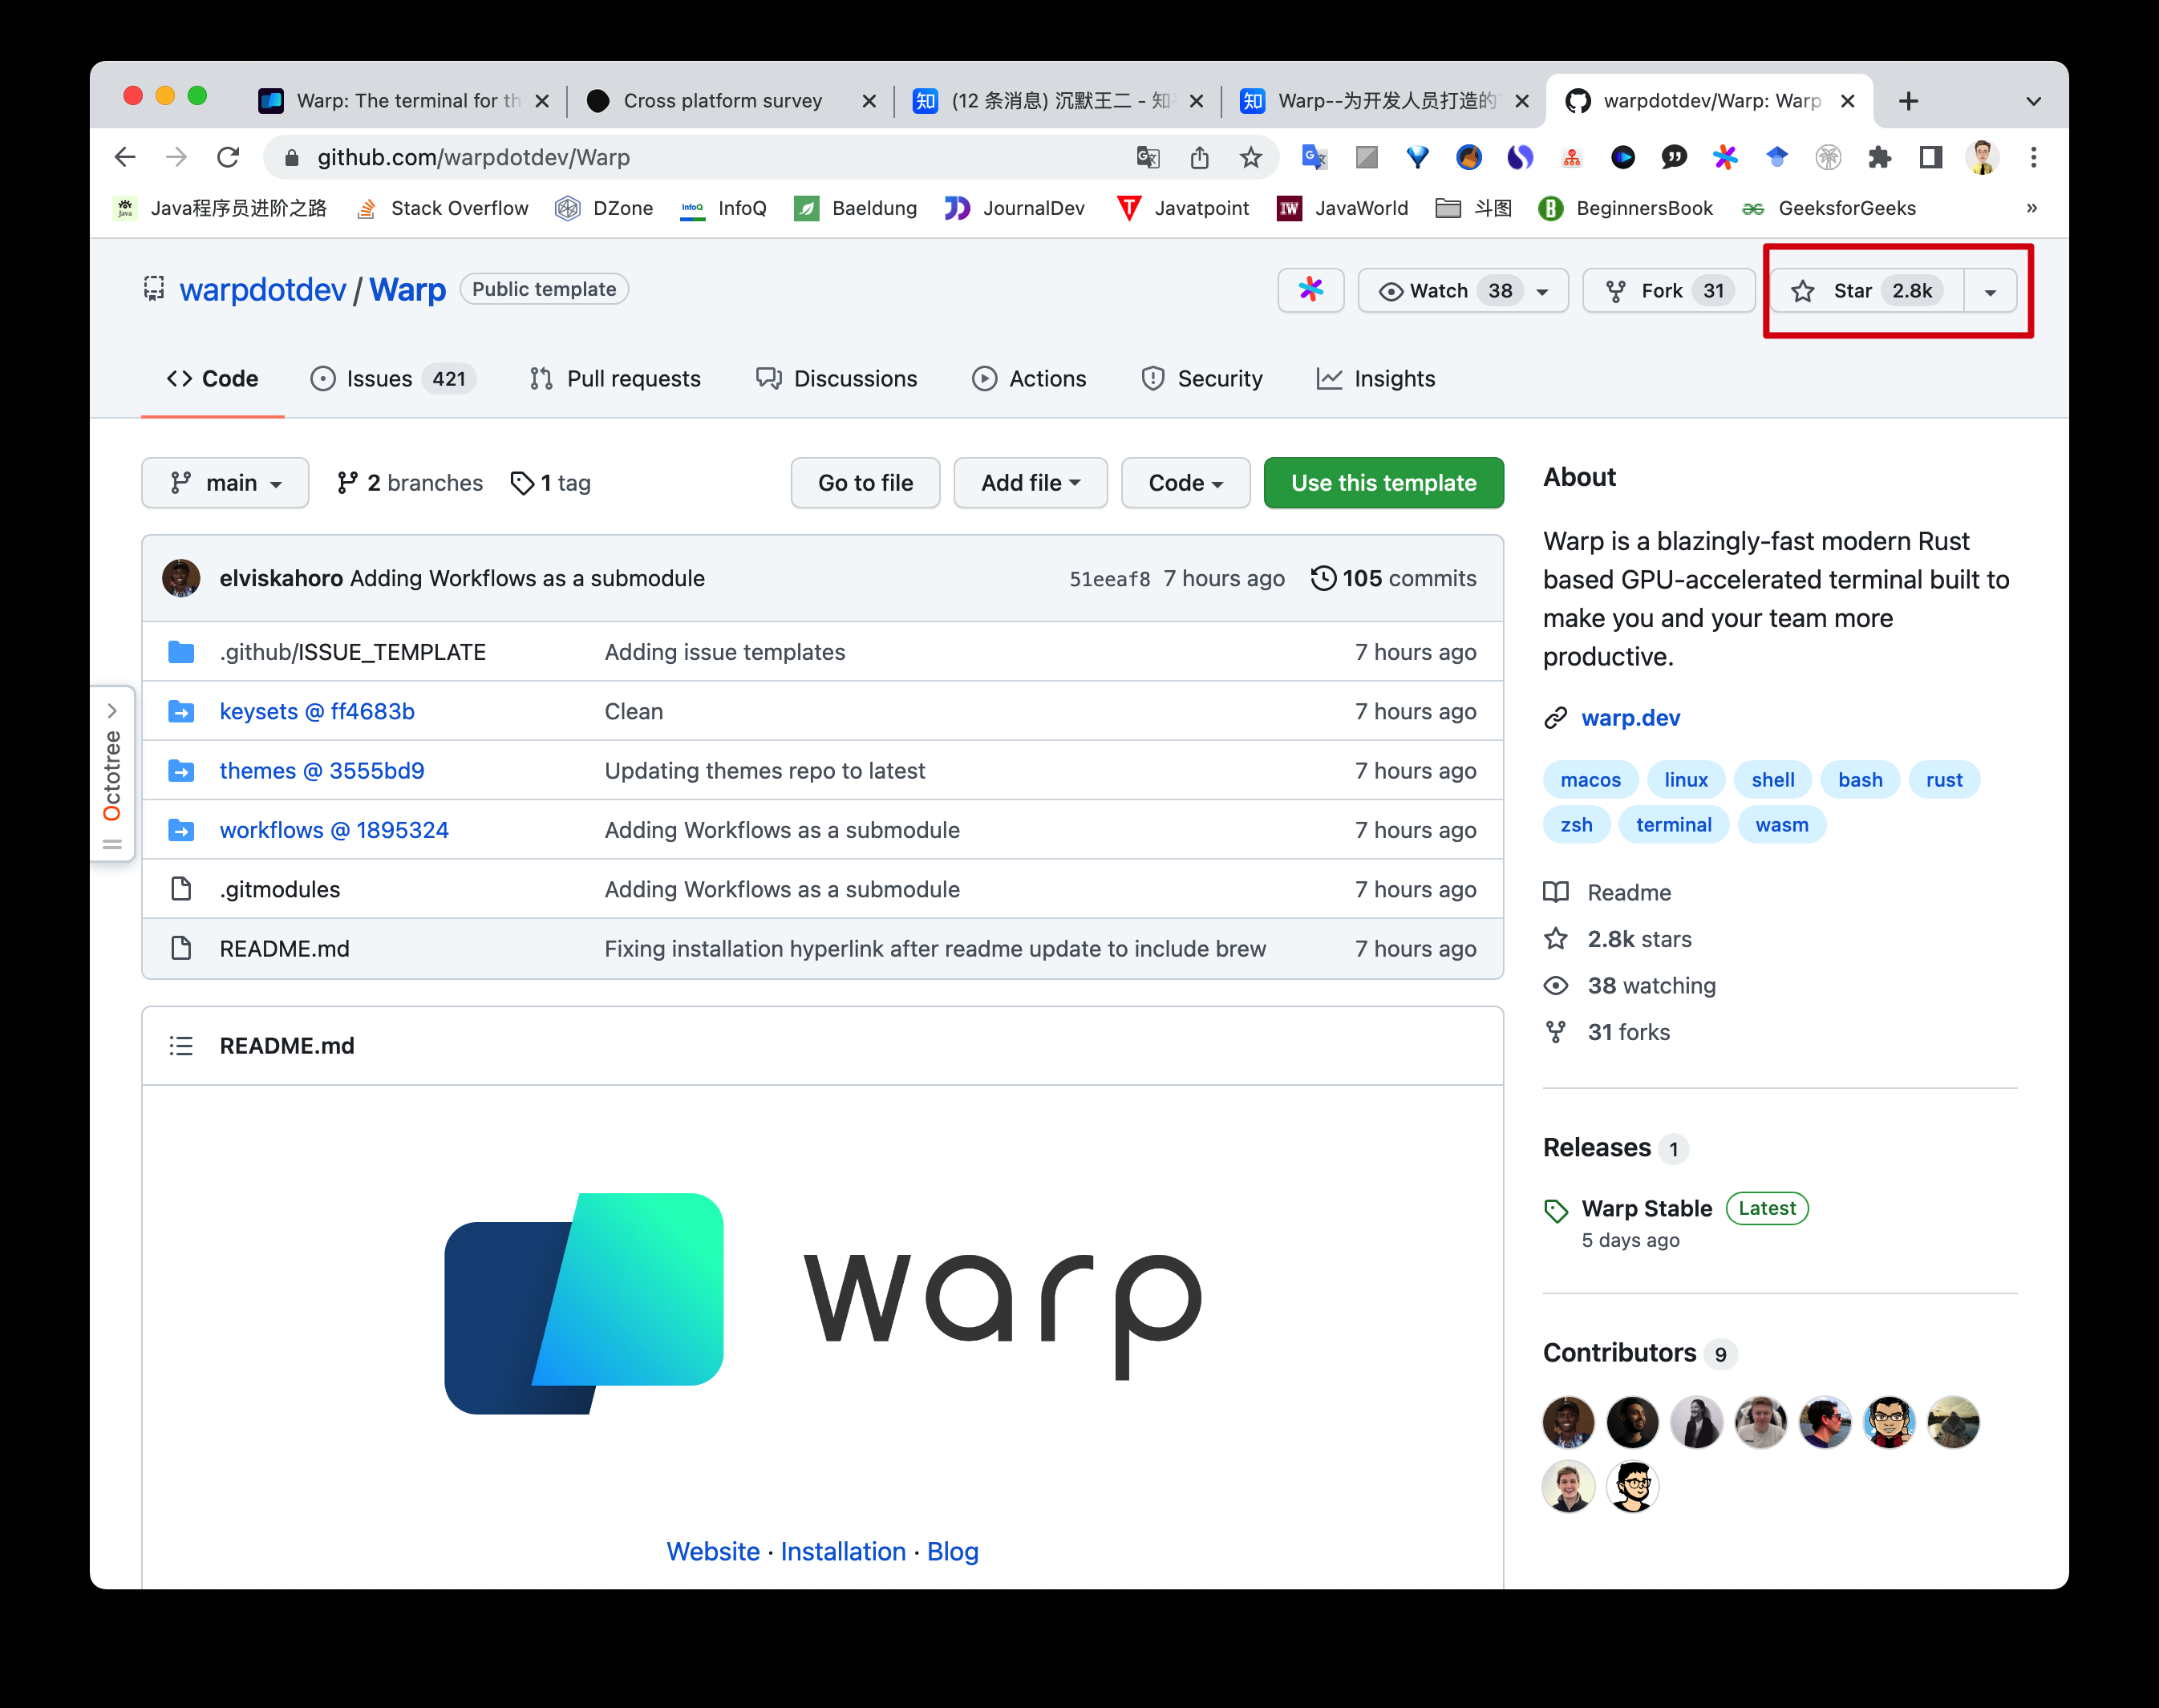 Warp: The terminal for th
Cross platform survey
(12 条消息) 沉默王二 - 知
Warp--为开发人员打造的
warpdotdev/Warp: Warp
github.com/warpdotdev/Warp
Java程序员进阶之路
Stack Overflow
DZone
InfoQ
InfoQ
Baeldung
JournalDev
Javatpoint
JavaWorld
斗图
BeginnersBook
GeeksforGeeks
»
warpdotdev / Warp Public template
Watch 38
Fork 31
Star 2.8k
Code
Issues 421
Pull requests
Discussions
Actions
Security
Insights
main
2 branches
1 tag
Go to file
Add file
Code
Use this template
elviskahoro Adding Workflows as a submodule 51eeaf8 7 hours ago 105 commits
.github/ISSUE_TEMPLATE Adding issue templates 7 hours ago
keysets @ ff4683b Clean 7 hours ago
themes @ 3555bd9 Updating themes repo to latest 7 hours ago
workflows @ 1895324 Adding Workflows as a submodule 7 hours ago
.gitmodules Adding Workflows as a submodule 7 hours ago
README.md Fixing installation hyperlink after readme update to include brew 7 hours ago
Octotree
README.md
warp
Website · Installation · Blog
About
Warp is a blazingly-fast modern Rust
based GPU-accelerated terminal built to
make you and your team more
productive.
warp.dev
macos linux shell bash rust
zsh terminal wasm
Readme
2.8k stars
38 watching
31 forks
Releases 1
Warp Stable Latest
5 days ago
Contributors 9